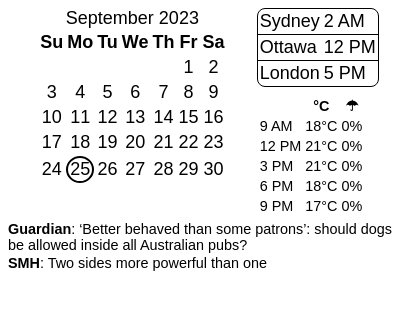 September 2023
Su Mo Tu We Th Fr Sa
1 2
3 4 5 6 7 8 9
10 11 12 13 14 15 16
17 18 19 20 21 22 23
24 25 26 27 28 29 30
Sydney 2 AM
Ottawa 12 PM
London 5 PM
°C ☂
9 AM 18°C 0%
12 PM 21°C 0%
3 PM 21°C 0%
6 PM 18°C 0%
9 PM 17°C 0%
Guardian: ‘Better behaved than some patrons’: should dogs
be allowed inside all Australian pubs?
SMH: Two sides more powerful than one